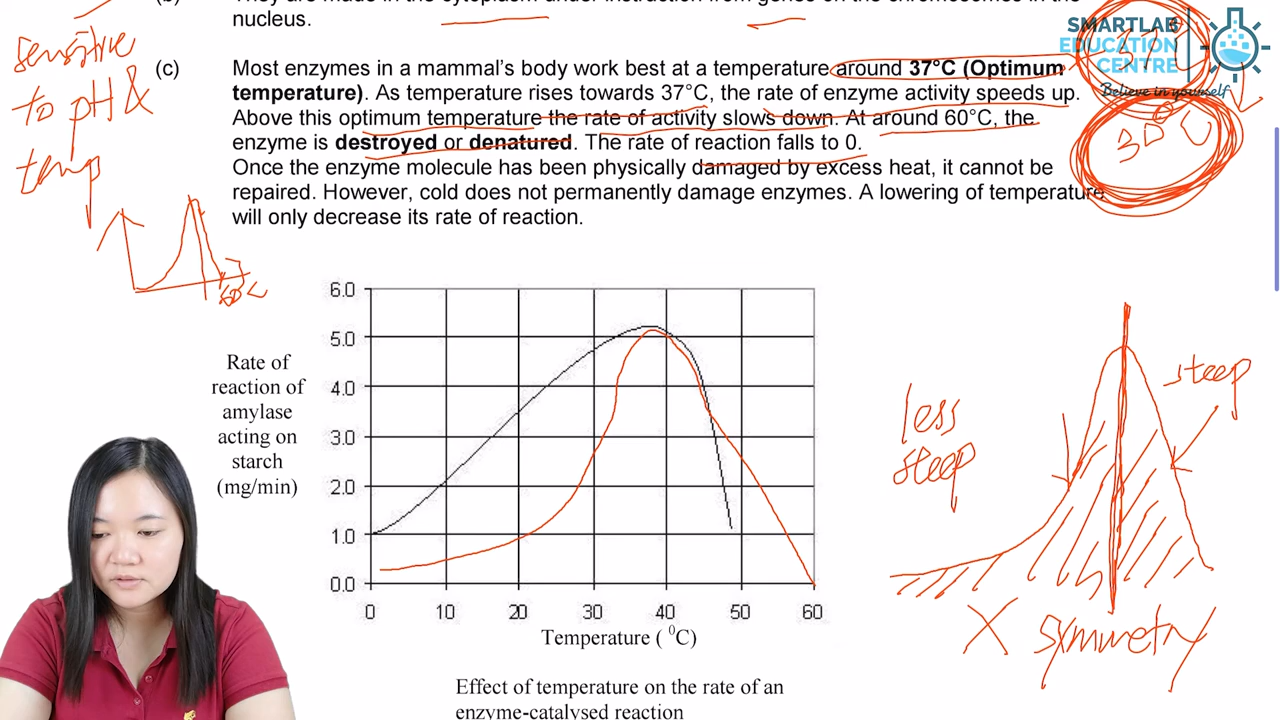 (b) They are made in the cytoplasm under instruction from genes on the chromosomes in the
nucleus.
(c) Most enzymes in a mammal's body work best at a temperature around 37°C (Optimum
temperature). As temperature rises towards 37°C, the rate of enzyme activity speeds up.
Above this optimum temperature the rate of activity slows down. At around 60°C, the
enzyme is destroyed or denatured. The rate of reaction falls to 0.
Once the enzyme molecule has been physically damaged by excess heat, it cannot be
repaired. However, cold does not permanently damage enzymes. A lowering of temperature
will only decrease its rate of reaction.
sensitive
to pH &
temp
60°C
SMARTLAB
EDUCATION
CENTRE
Believe in yourself
37
30°C
6.0
5.0
4.0
3.0
2.0
1.0
0.0
Rate of
reaction of
amylase
acting on
starch
(mg/min)
0 10 20 30 40 50 60
Temperature ( ⁰C)
Effect of temperature on the rate of an
enzyme-catalysed reaction
less
steep
steep
X symmetry